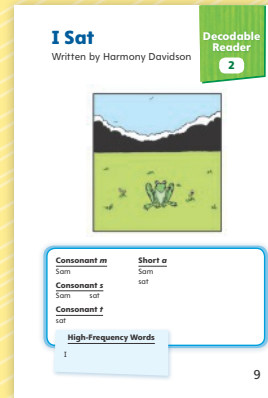 I Sat
Written by Harmony Davidson
Decodable
Reader
2
Consonant m
Sam
Consonant s
Sam sat
Consonant t
sat
Short a
Sam
sat
High-Frequency Words
I
9